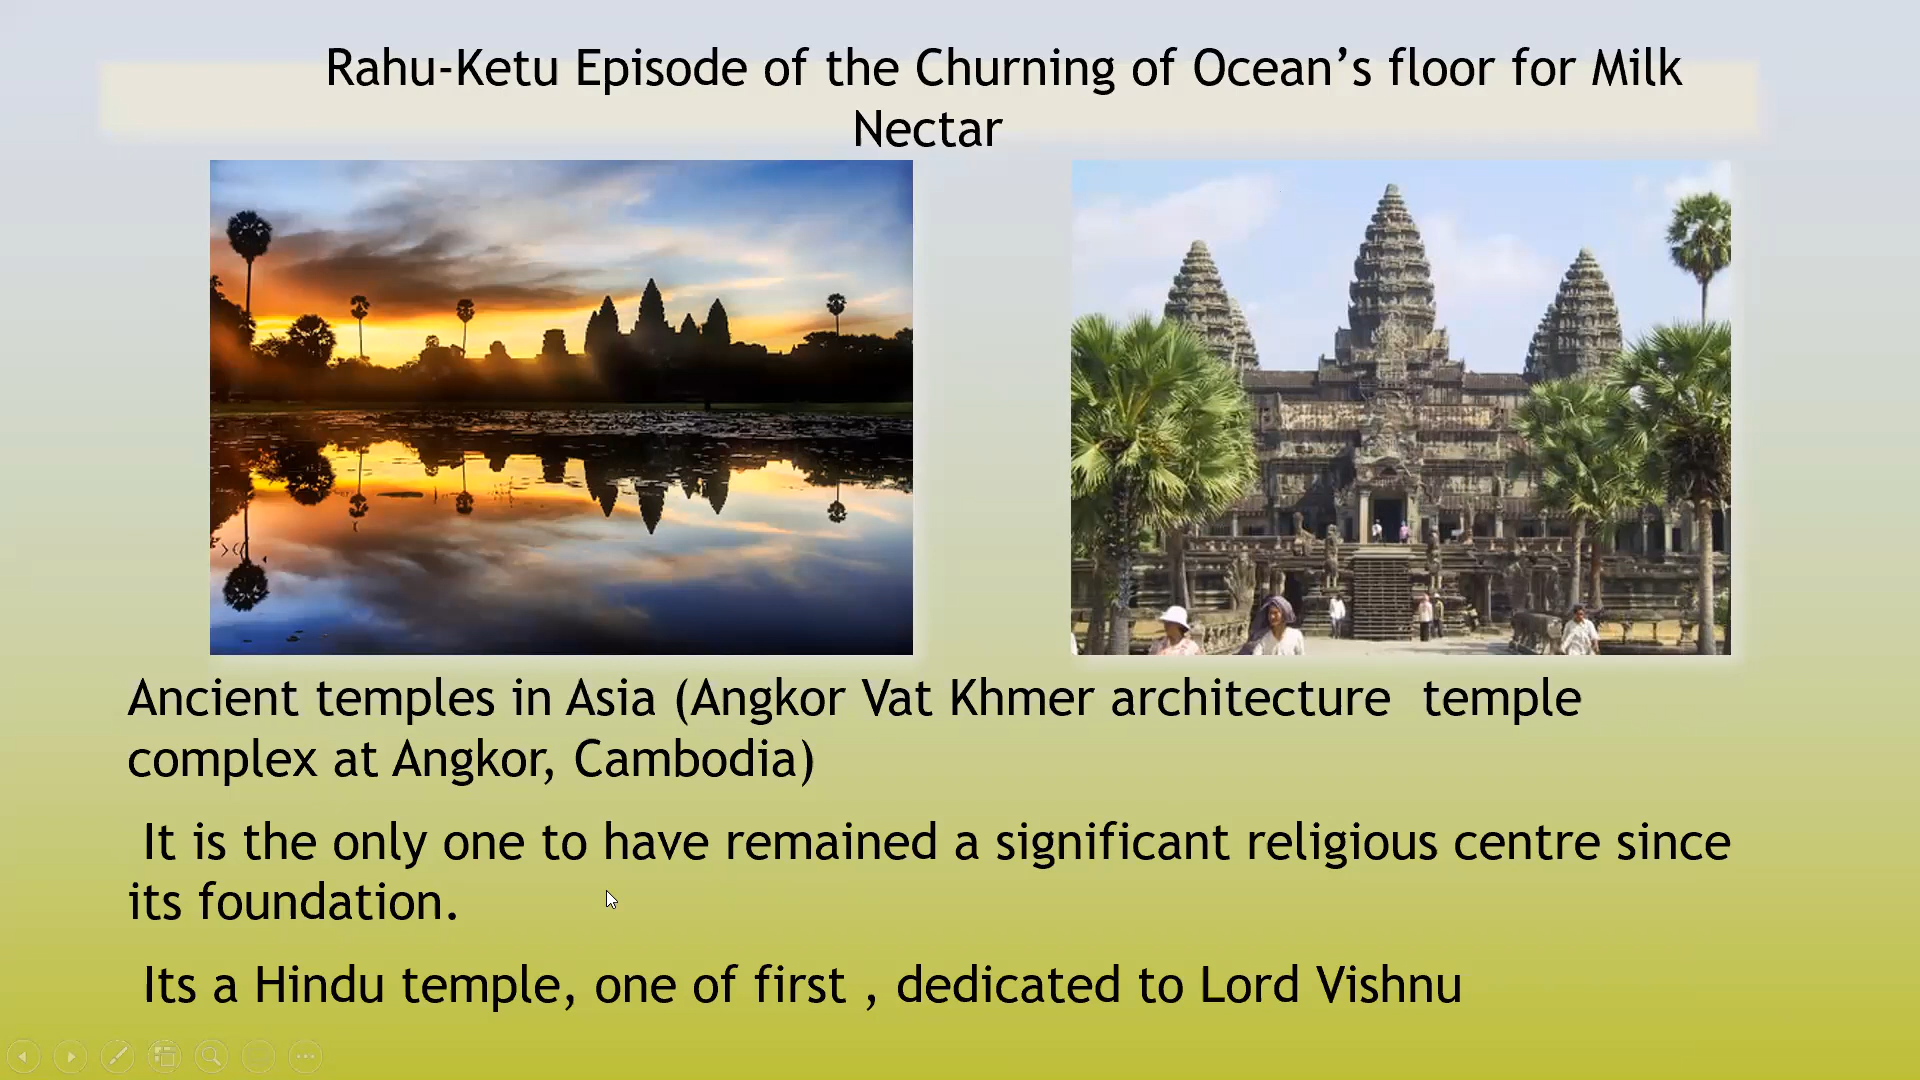 Rahu-Ketu Episode of the Churning of Ocean’s floor for Milk
Nectar
Ancient temples in Asia (Angkor Vat Khmer architecture  temple
complex at Angkor, Cambodia)
It is the only one to have remained a significant religious centre since
its foundation.
Its a Hindu temple, one of first , dedicated to Lord Vishnu